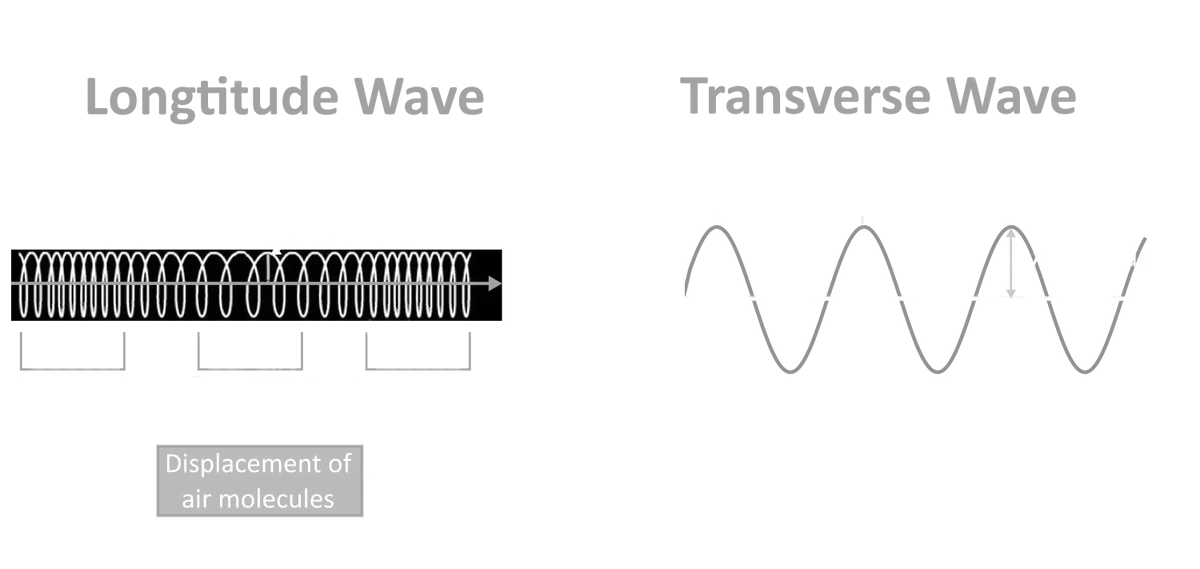 Longtitude Wave
Transverse Wave
Displacement of
air molecules